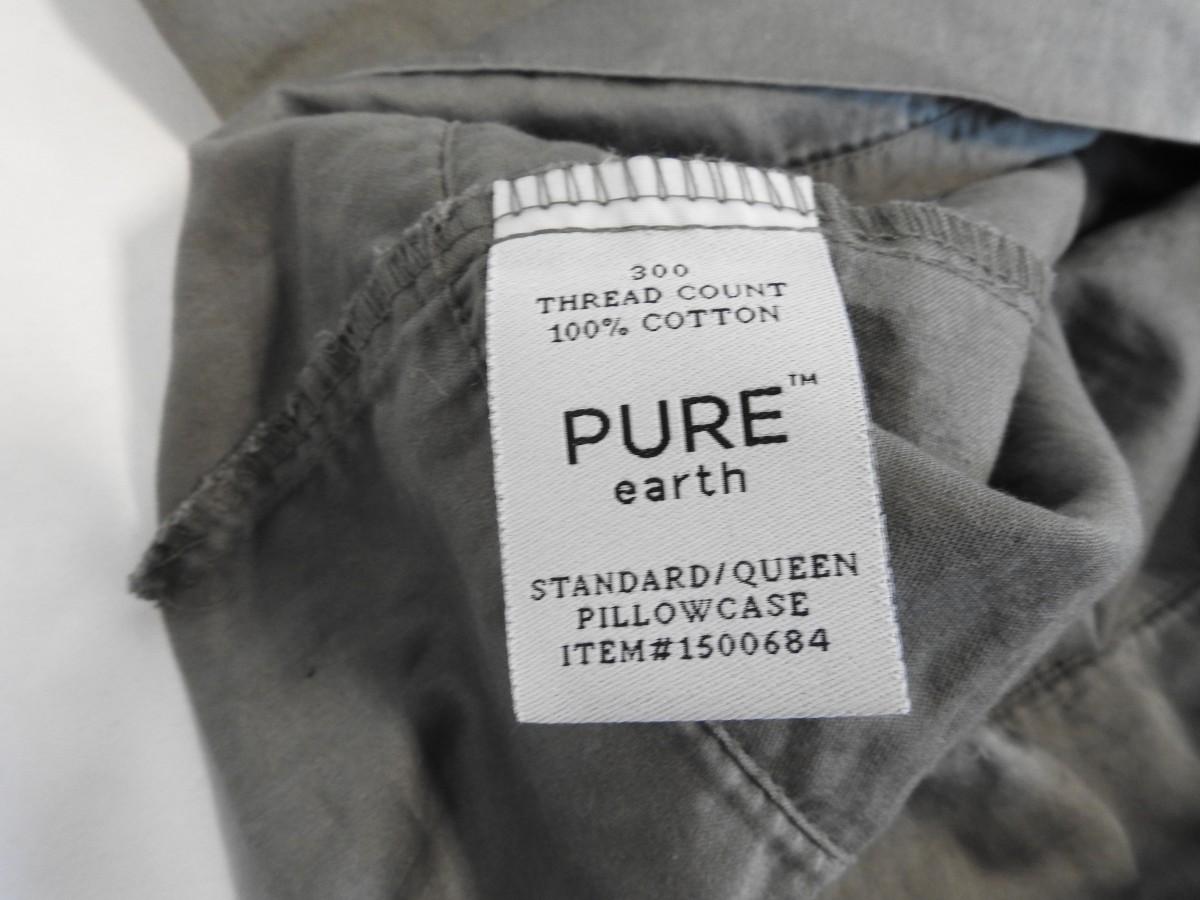 300
THREAD COUNT
100% COTTON
PURE™
earth
STANDARD/QUEEN
PILLOWCASE
ITEM#1500684